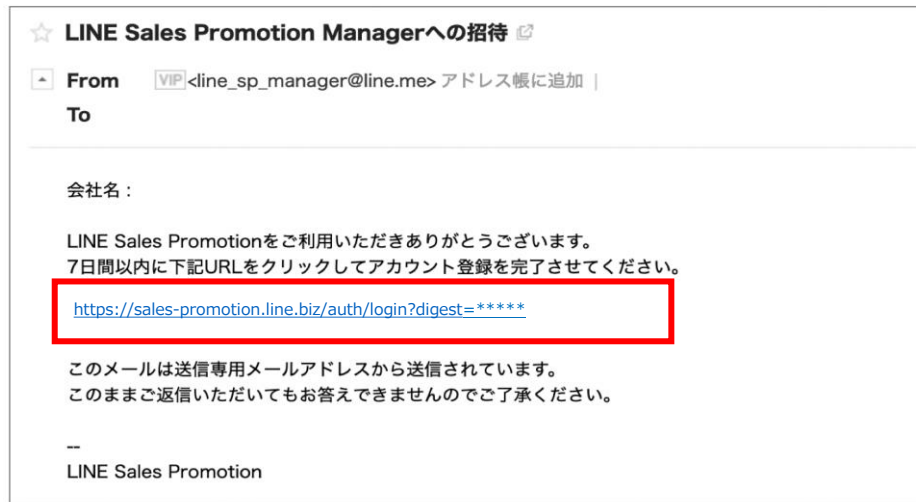 LINE Sales Promotion Managerへの招待
From VIP <line_sp_manager@line.me> アドレス帳に追加 |
To
会社名：
LINE Sales Promotionをご利用いただきありがとうございます。
7日間以内に下記URLをクリックしてアカウント登録を完了させてください。
https://sales-promotion.line.biz/auth/login?digest=*****
このメールは送信専用メールアドレスから送信されています。
このままご返信いただいてもお答えできませんのでご了承ください。
--
LINE Sales Promotion